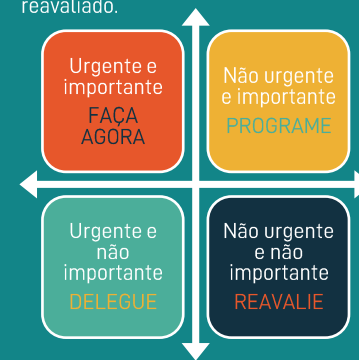 reavaliado.
Urgente e
importante
FAÇA
AGORA
Não urgente
e importante
PROGRAME
Urgente e
não
importante
DELEGUE
Não urgente
e não
importante
REAVALIE